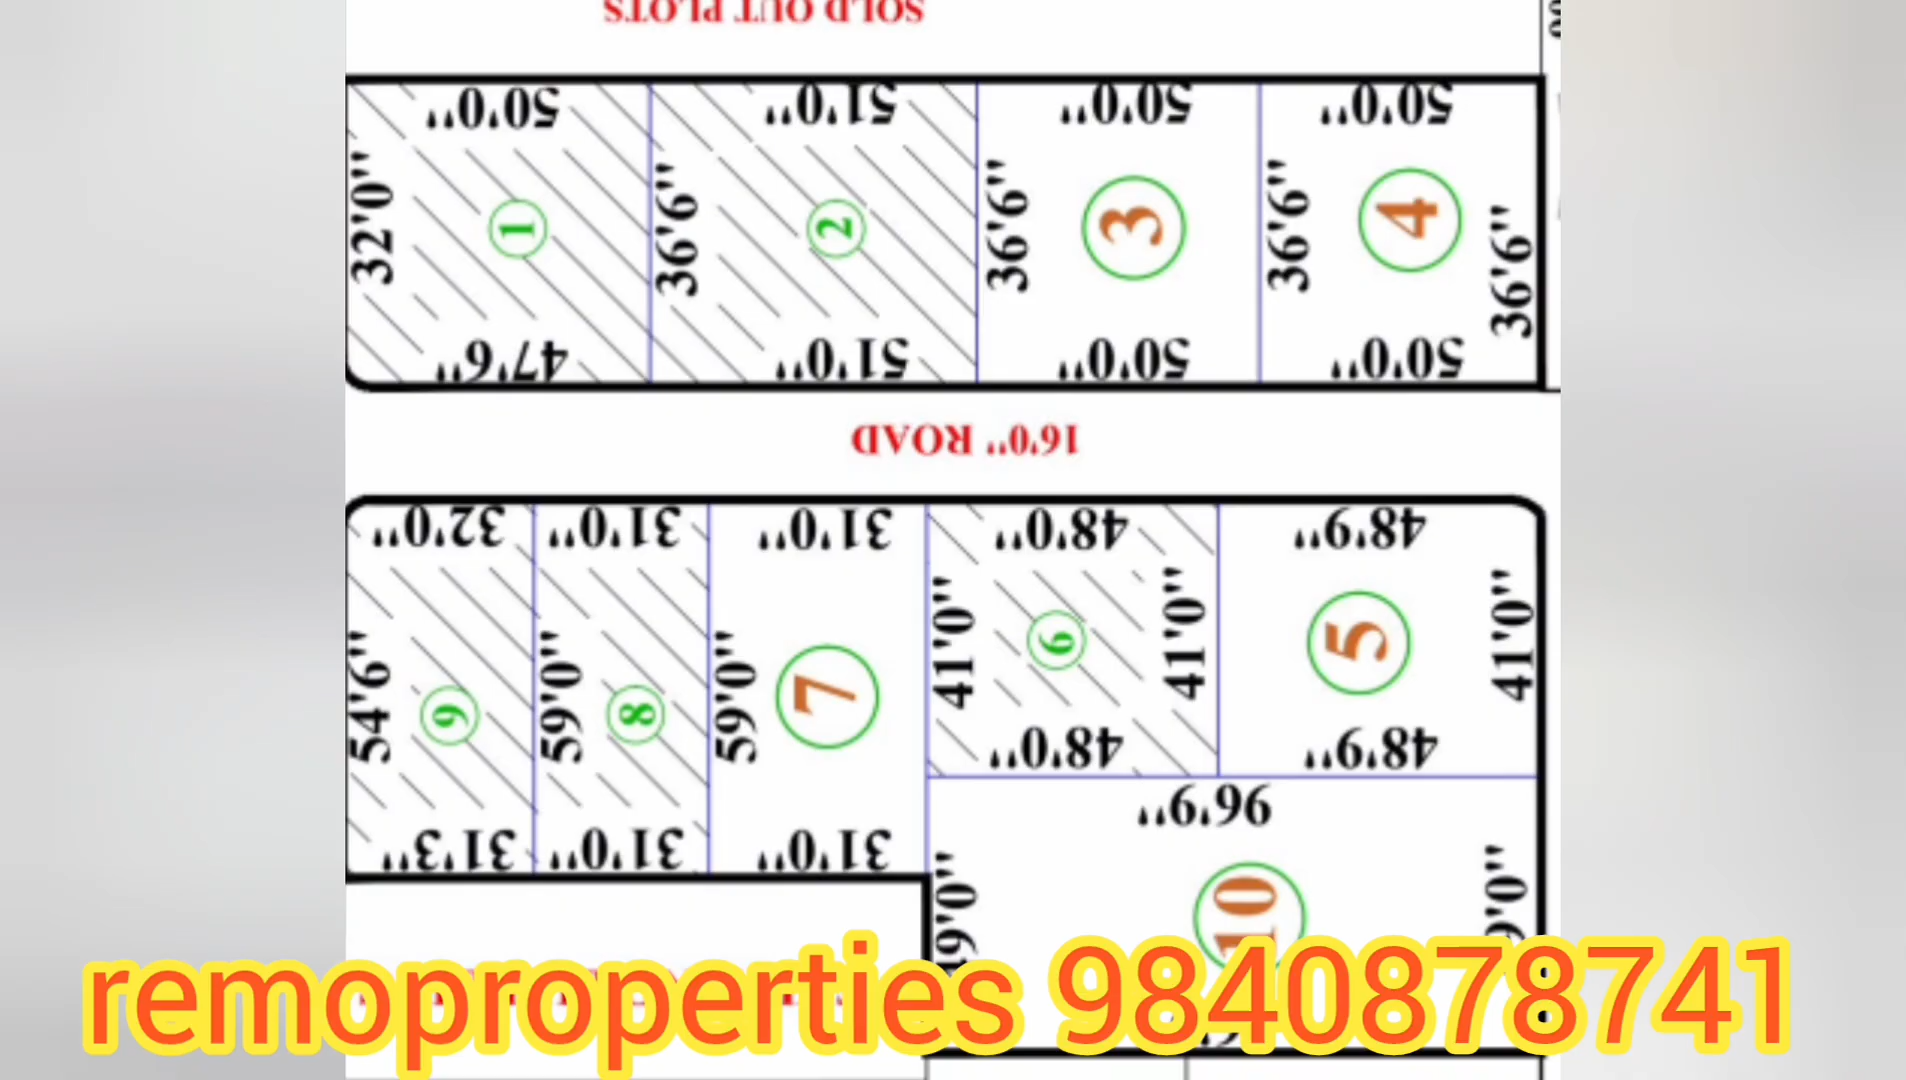 SOLD OUT PLOTS
50'0" 51'0" 50'0" 50'0"
32'0" 1 36'6" 2 36'6" 3 36'6" 4 36'6"
47'6" 51'0" 50'0" 50'0"
16'0" ROAD
32'0" 31'0" 31'0" 48'0" 48'9"
54'6" 9 59'0" 8 59'0" 7 41'0" 6 41'0" 5 41'0"
48'0" 48'9"
31'3" 31'0" 31'0"
96'9"
10
remoproperties 9840878741